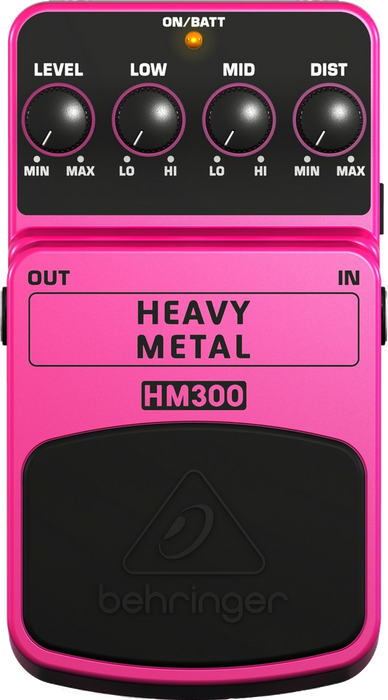 ON/BATT
LEVEL LOW MID DIST
MIN MAX LO HI LO HI MIN MAX
OUT IN
HEAVY
METAL
HM300
behringer